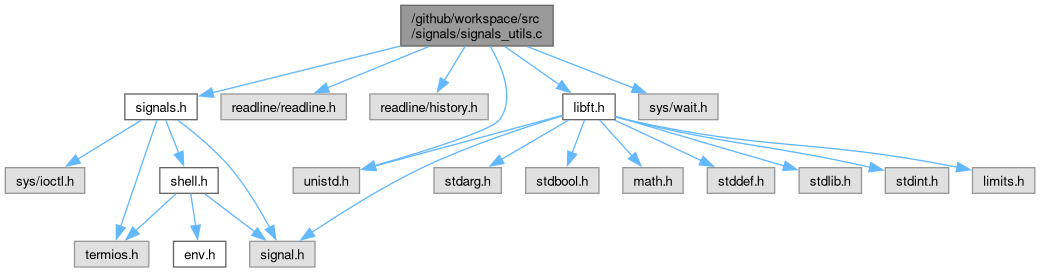 /github/workspace/src
/signals/signals_utils.c
signals.h
readline/readline.h
readline/history.h
libft.h
sys/wait.h
sys/ioctl.h
shell.h
unistd.h
stdarg.h
stdbool.h
math.h
stddef.h
stdlib.h
stdint.h
limits.h
termios.h
env.h
signal.h